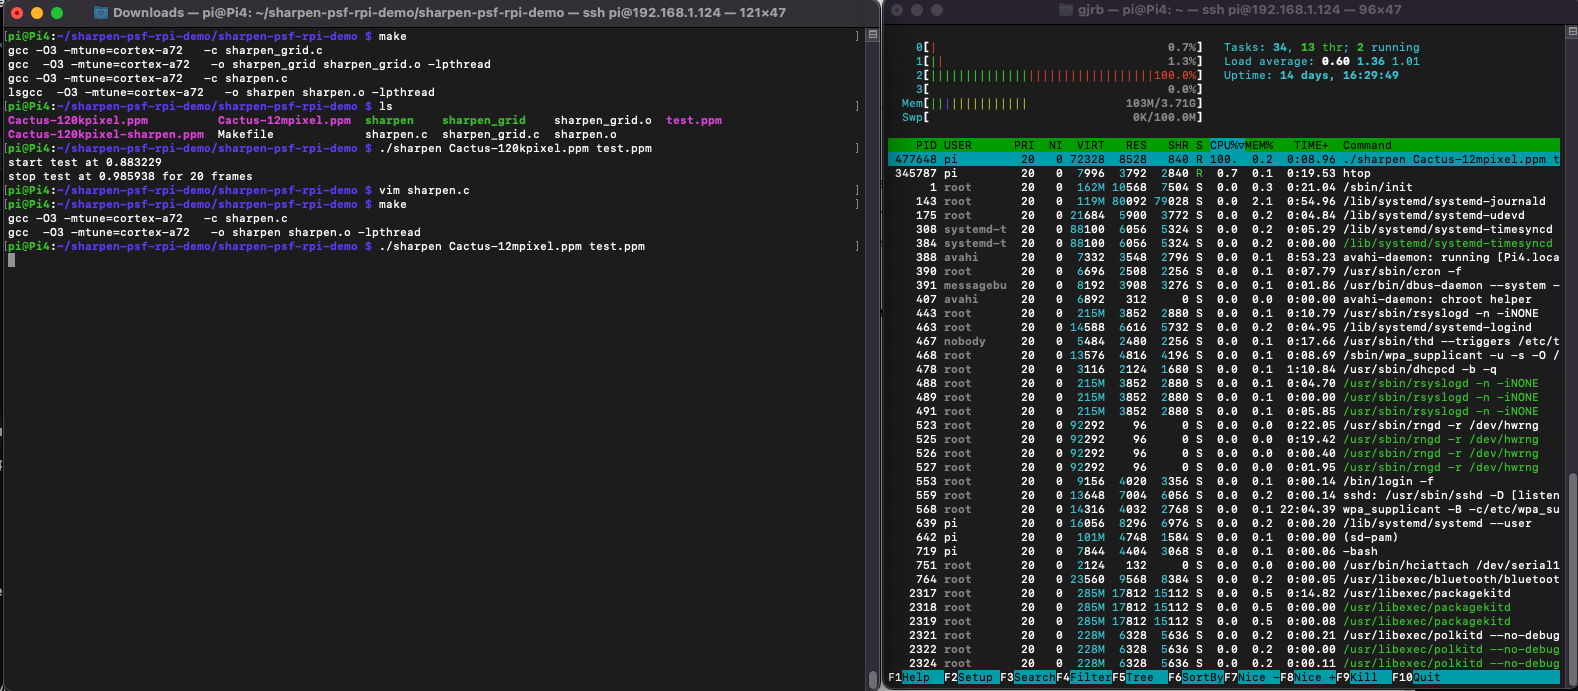 Downloads — pi@Pi4: ~/sharpen-psf-rpi-demo/sharpen-psf-rpi-demo — ssh pi@192.168.1.124 — 121×47
[pi@Pi4:~/sharpen-psf-rpi-demo/sharpen-psf-rpi-demo $ make ]
gcc -O3 -mtune=cortex-a72   -c sharpen_grid.c
gcc  -O3 -mtune=cortex-a72   -o sharpen_grid sharpen_grid.o -lpthread
gcc -O3 -mtune=cortex-a72   -c sharpen.c
lsgcc  -O3 -mtune=cortex-a72   -o sharpen sharpen.o -lpthread
[pi@Pi4:~/sharpen-psf-rpi-demo/sharpen-psf-rpi-demo $ ls ]
Cactus-120kpixel.ppm          Cactus-12mpixel.ppm  sharpen    sharpen_grid    sharpen_grid.o  test.ppm
Cactus-120kpixel-sharpen.ppm  Makefile             sharpen.c  sharpen_grid.c  sharpen.o
[pi@Pi4:~/sharpen-psf-rpi-demo/sharpen-psf-rpi-demo $ ./sharpen Cactus-120kpixel.ppm test.ppm ]
start test at 0.883229
stop test at 0.985938 for 20 frames
[pi@Pi4:~/sharpen-psf-rpi-demo/sharpen-psf-rpi-demo $ vim sharpen.c ]
[pi@Pi4:~/sharpen-psf-rpi-demo/sharpen-psf-rpi-demo $ make ]
gcc -O3 -mtune=cortex-a72   -c sharpen.c
gcc  -O3 -mtune=cortex-a72   -o sharpen sharpen.o -lpthread
[pi@Pi4:~/sharpen-psf-rpi-demo/sharpen-psf-rpi-demo $ ./sharpen Cactus-12mpixel.ppm test.ppm ]
gjrb — pi@Pi4: ~ — ssh pi@192.168.1.124 — 96×47
0[| 0.7%] Tasks: 34, 13 thr; 2 running
1[|| 1.3%] Load average: 0.60 1.36 1.01
2[||||||||||||||||||||||||||||||||100.0%] Uptime: 14 days, 16:29:49
3[ 0.0%]
Mem[|||||||||||||| 103M/3.71G]
Swp[ 0K/100.0M]
PID USER      PRI  NI  VIRT   RES   SHR S CPU%▽MEM%   TIME+  Command
477648 pi 20 0 72328 8528 840 R 100. 0.2 0:08.96 ./sharpen Cactus-12mpixel.ppm t
345787 pi 20 0 7996 3792 2840 R 0.7 0.1 0:19.53 htop
1 root 20 0 162M 10568 7504 S 0.0 0.3 0:21.04 /sbin/init
143 root 20 0 119M 80092 79028 S 0.0 2.1 0:54.96 /lib/systemd/systemd-journald
175 root 20 0 21684 5900 3772 S 0.0 0.2 0:04.84 /lib/systemd/systemd-udevd
308 systemd-t 20 0 88100 6056 5324 S 0.0 0.2 0:05.29 /lib/systemd/systemd-timesyncd
384 systemd-t 20 0 88100 6056 5324 S 0.0 0.2 0:00.00 /lib/systemd/systemd-timesyncd
388 avahi 20 0 7332 3548 2796 S 0.0 0.1 8:53.23 avahi-daemon: running [Pi4.loca
390 root 20 0 6696 2508 2256 S 0.0 0.1 0:07.79 /usr/sbin/cron -f
391 messagebu 20 0 8192 3908 3276 S 0.0 0.1 0:01.86 /usr/bin/dbus-daemon --system -
407 avahi 20 0 6892 312 0 S 0.0 0.0 0:00.00 avahi-daemon: chroot helper
443 root 20 0 215M 3852 2880 S 0.0 0.1 0:10.79 /usr/sbin/rsyslogd -n -iNONE
463 root 20 0 14588 6616 5732 S 0.0 0.2 0:04.95 /lib/systemd/systemd-logind
467 nobody 20 0 5484 2480 2256 S 0.0 0.1 0:17.66 /usr/sbin/thd --triggers /etc/t
468 root 20 0 13576 4816 4196 S 0.0 0.1 0:08.69 /sbin/wpa_supplicant -u -s -O /
478 root 20 0 3116 2124 1680 S 0.0 0.1 1:10.84 /usr/sbin/dhcpcd -b -q
488 root 20 0 215M 3852 2880 S 0.0 0.1 0:04.70 /usr/sbin/rsyslogd -n -iNONE
489 root 20 0 215M 3852 2880 S 0.0 0.1 0:00.00 /usr/sbin/rsyslogd -n -iNONE
491 root 20 0 215M 3852 2880 S 0.0 0.1 0:05.85 /usr/sbin/rsyslogd -n -iNONE
523 root 20 0 92292 96 0 S 0.0 0.0 0:22.05 /usr/sbin/rngd -r /dev/hwrng
525 root 20 0 92292 96 0 S 0.0 0.0 0:19.42 /usr/sbin/rngd -r /dev/hwrng
526 root 20 0 92292 96 0 S 0.0 0.0 0:00.40 /usr/sbin/rngd -r /dev/hwrng
527 root 20 0 92292 96 0 S 0.0 0.0 0:01.95 /usr/sbin/rngd -r /dev/hwrng
553 root 20 0 9156 4020 3356 S 0.0 0.1 0:00.14 /bin/login -f
559 root 20 0 13648 7004 6056 S 0.0 0.2 0:00.14 sshd: /usr/sbin/sshd -D [listen
568 root 20 0 14316 4032 2768 S 0.0 0.1 22:04.39 wpa_supplicant -B -c/etc/wpa_su
639 pi 20 0 16056 8296 6976 S 0.0 0.2 0:00.20 /lib/systemd/systemd --user
642 pi 20 0 101M 4748 1584 S 0.0 0.1 0:00.00 (sd-pam)
719 pi 20 0 7844 4404 3068 S 0.0 0.1 0:00.06 -bash
751 root 20 0 2124 132 0 S 0.0 0.0 0:00.00 /usr/bin/hciattach /dev/serial1
764 root 20 0 23560 9568 8384 S 0.0 0.2 0:00.05 /usr/libexec/bluetooth/bluetoot
2317 root 20 0 285M 17812 15112 S 0.0 0.5 0:14.82 /usr/libexec/packagekitd
2318 root 20 0 285M 17812 15112 S 0.0 0.5 0:00.00 /usr/libexec/packagekitd
2319 root 20 0 285M 17812 15112 S 0.0 0.5 0:00.08 /usr/libexec/packagekitd
2321 root 20 0 228M 6328 5636 S 0.0 0.2 0:00.21 /usr/libexec/polkitd --no-debug
2322 root 20 0 228M 6328 5636 S 0.0 0.2 0:00.00 /usr/libexec/polkitd --no-debug
2324 root 20 0 228M 6328 5636 S 0.0 0.2 0:00.11 /usr/libexec/polkitd --no-debug
F1Help  F2Setup F3SearchF4FilterF5Tree  F6SortByF7Nice -F8Nice +F9Kill  F10Quit